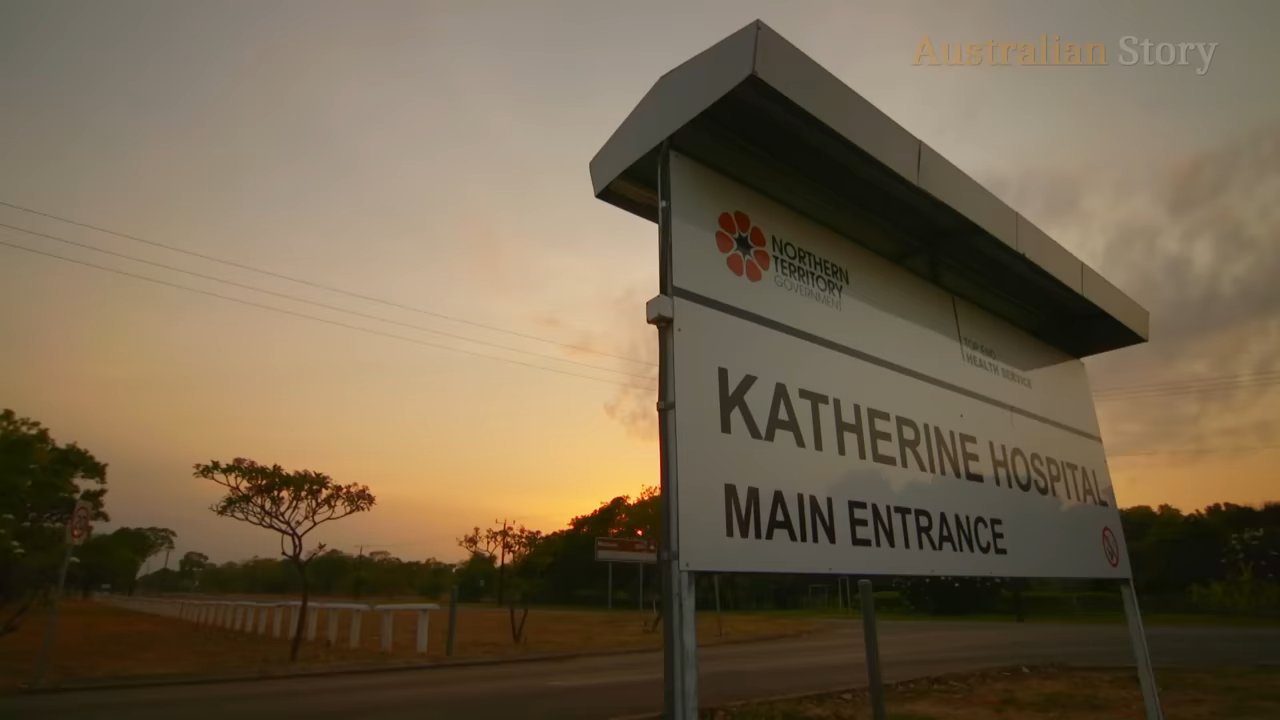 Australian Story
NORTHERN
TERRITORY
GOVERNMENT
TOP END
HEALTH SERVICE
KATHERINE HOSPITAL
MAIN ENTRANCE